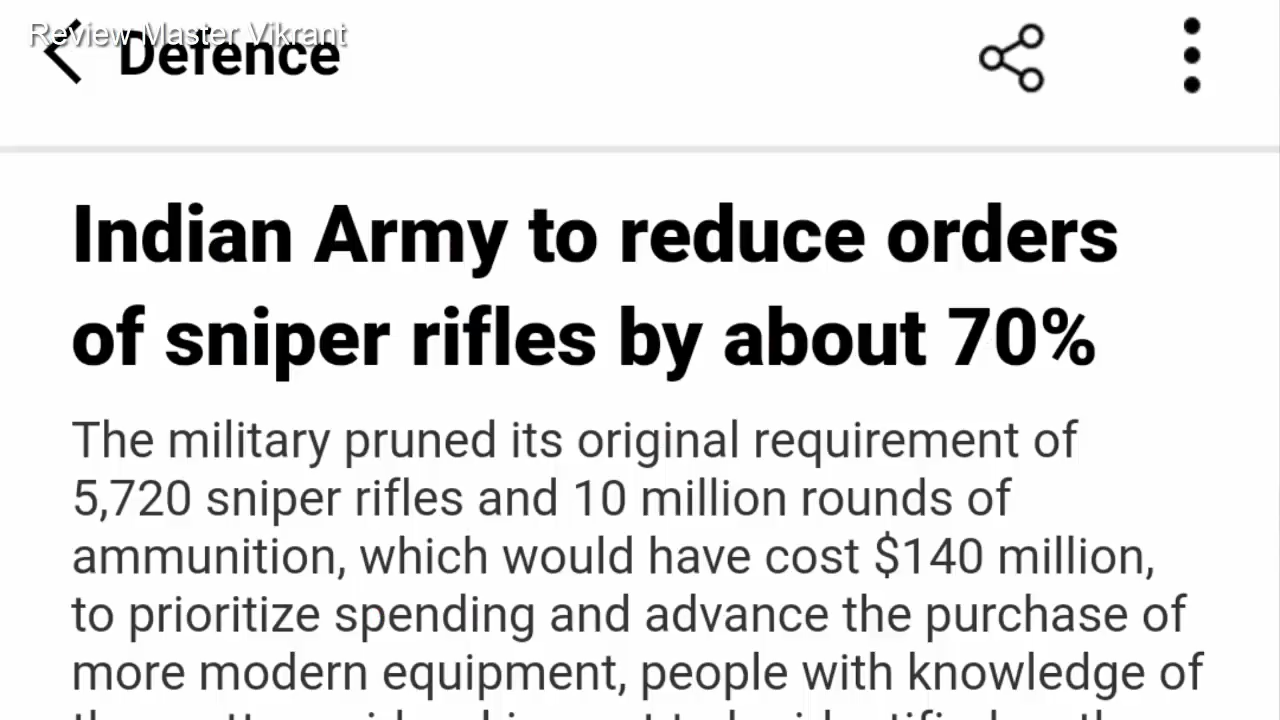 Review Master Vikrant
Defence
Indian Army to reduce orders
of sniper rifles by about 70%
The military pruned its original requirement of
5,720 sniper rifles and 10 million rounds of
ammunition, which would have cost $140 million,
to prioritize spending and advance the purchase of
more modern equipment, people with knowledge of